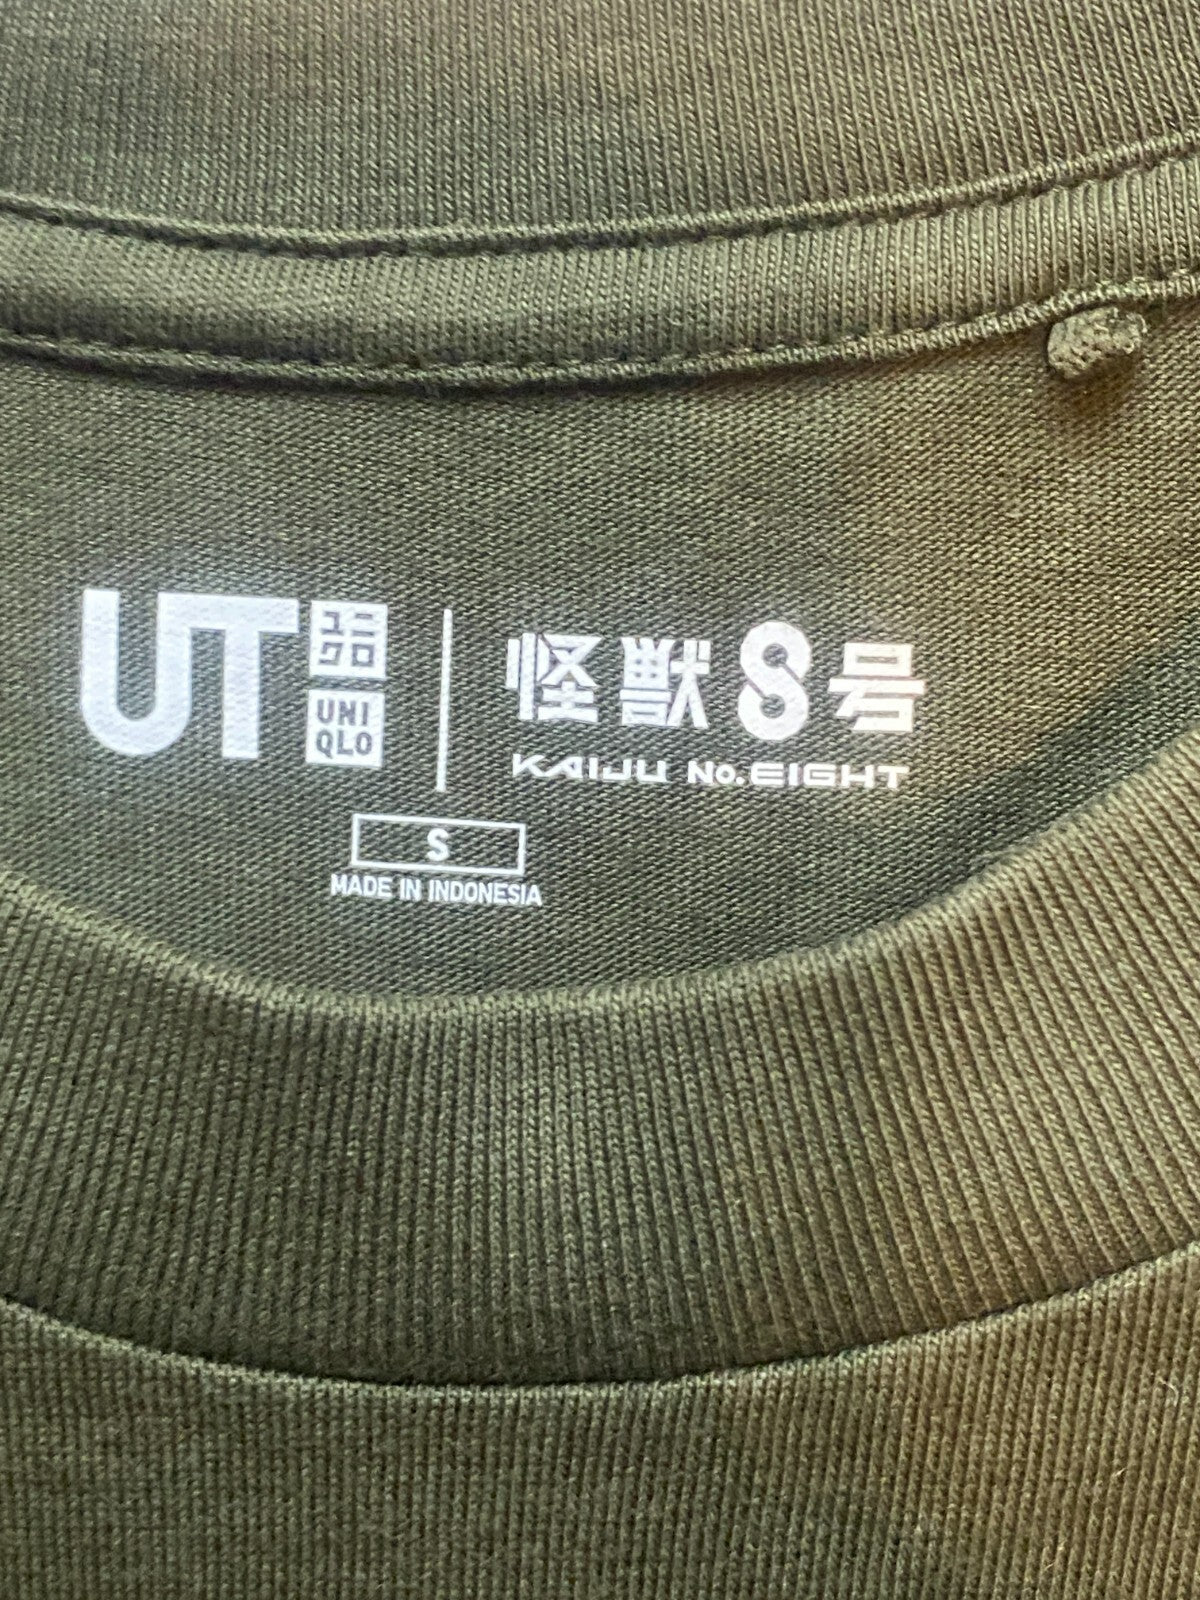 UT
ユニ
クロ
UNI
QLO
怪獣8号
KAIJU No.EIGHT
S
MADE IN INDONESIA